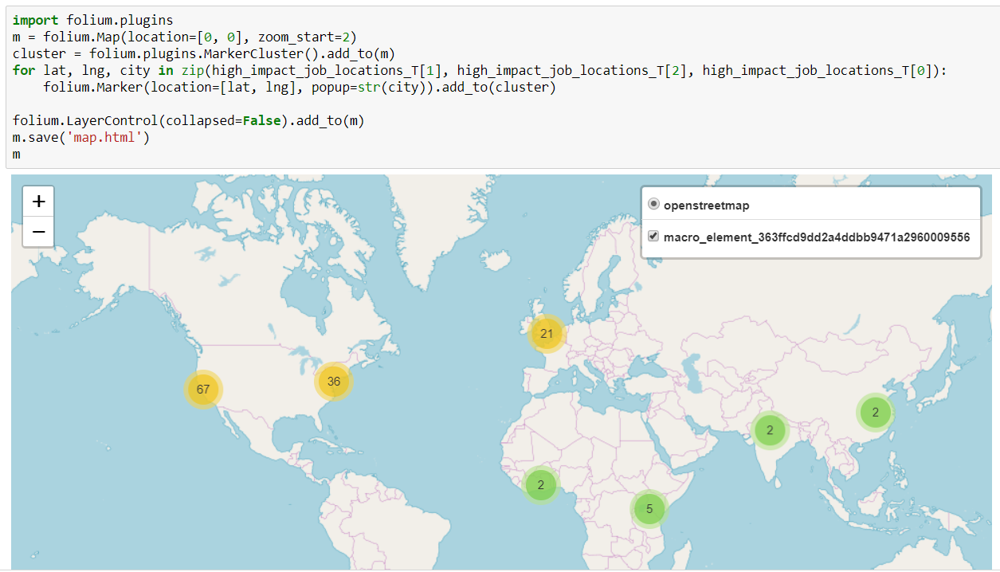 import folium.plugins
m = folium.Map(location=[0, 0], zoom_start=2)
cluster = folium.plugins.MarkerCluster().add_to(m)
for lat, lng, city in zip(high_impact_job_locations_T[1], high_impact_job_locations_T[2], high_impact_job_locations_T[0]):
    folium.Marker(location=[lat, lng], popup=str(city)).add_to(cluster)
folium.LayerControl(collapsed=False).add_to(m)
m.save('map.html')
m
+
−
openstreetmap
macro_element_363ffcd9dd2a4ddbb9471a2960009556
21
67
36
2
2
2
5